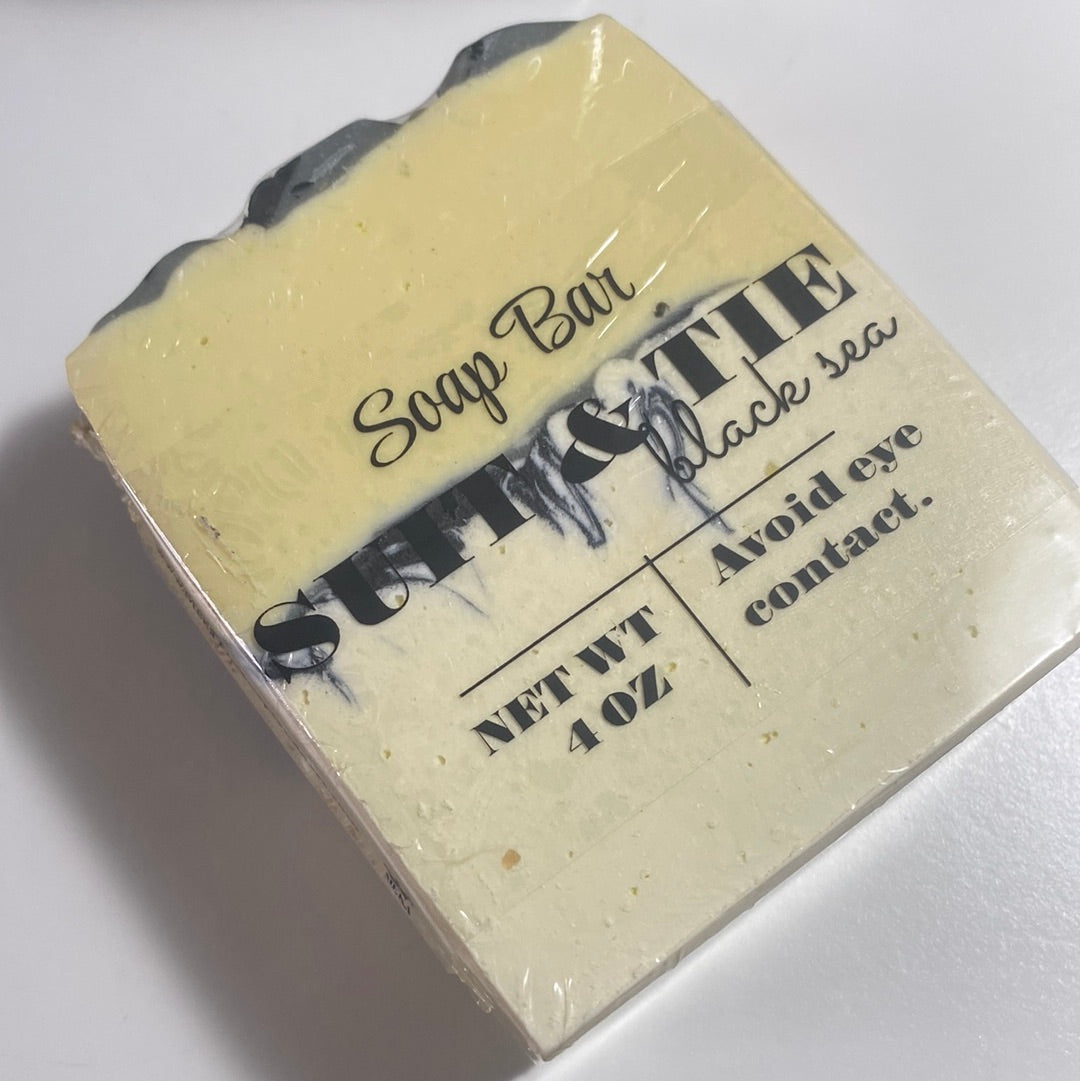 Soap Bar
SUIT & TIE
black sea
NET WT
4 OZ
Avoid eye
contact.